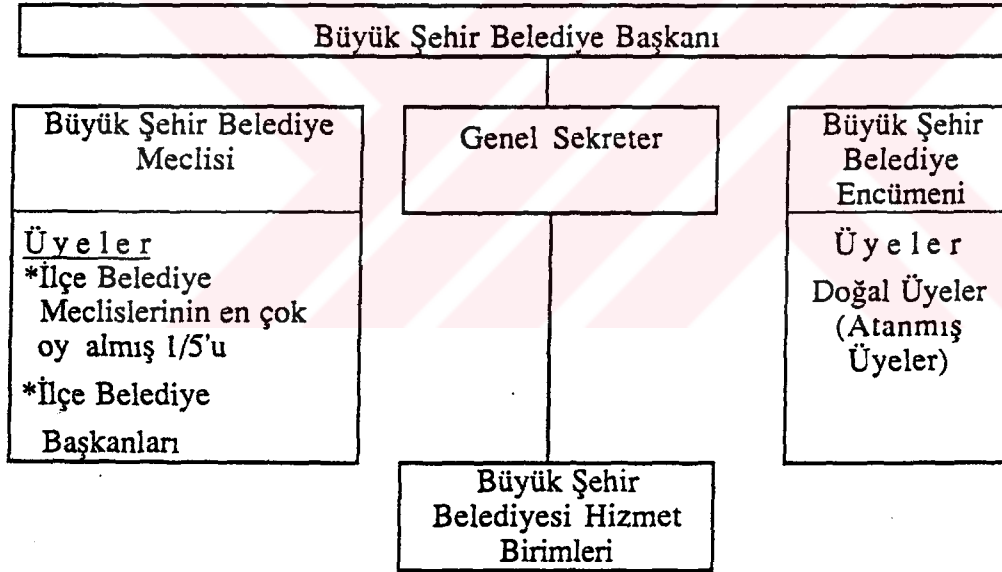 Büyük Şehir Belediye Başkanı
Büyük Şehir Belediye
Meclisi
Üyeler
*İlçe Belediye
Meclislerinin en çok
oy almış 1/5'u
*İlçe Belediye
Başkanları
Genel Sekreter
Büyük Şehir
Belediyesi Hizmet
Birimleri
Büyük Şehir
Belediye
Encümeni
Üyeler
Doğal Üyeler
(Atanmış
Üyeler)